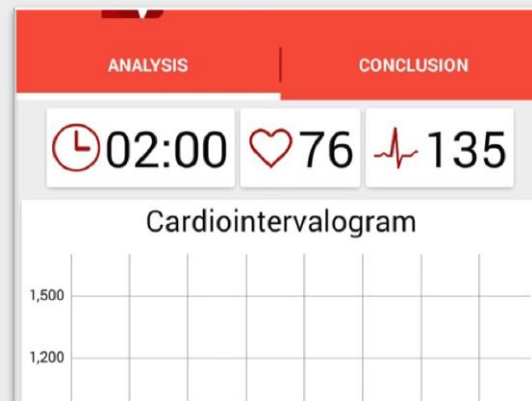 ANALYSIS CONCLUSION
02:00 76 135
Cardiointervalogram
1,500
1,200